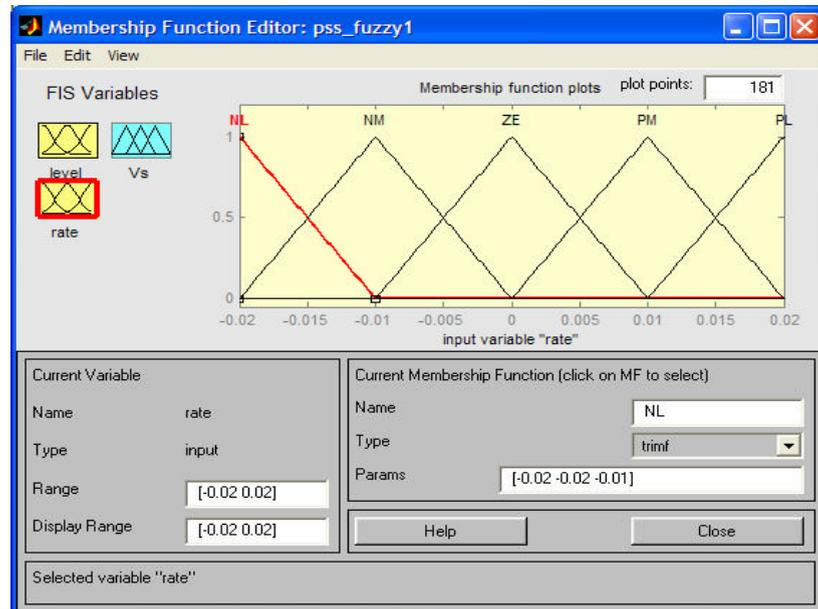 Membership Function Editor: pss_fuzzy1
File Edit View
FIS Variables
Membership function plots
plot points: 181
level Vs
rate
NL NM ZE PM PL
1
0.5
0
-0.02 -0.015 -0.01 -0.005 0 0.005 0.01 0.015 0.02
input variable "rate"
Current Variable
Name rate
Type input
Range [-0.02 0.02]
Display Range [-0.02 0.02]
Current Membership Function (click on MF to select)
Name NL
Type trimf
Params [-0.02 -0.02 -0.01]
Help Close
Selected variable "rate"